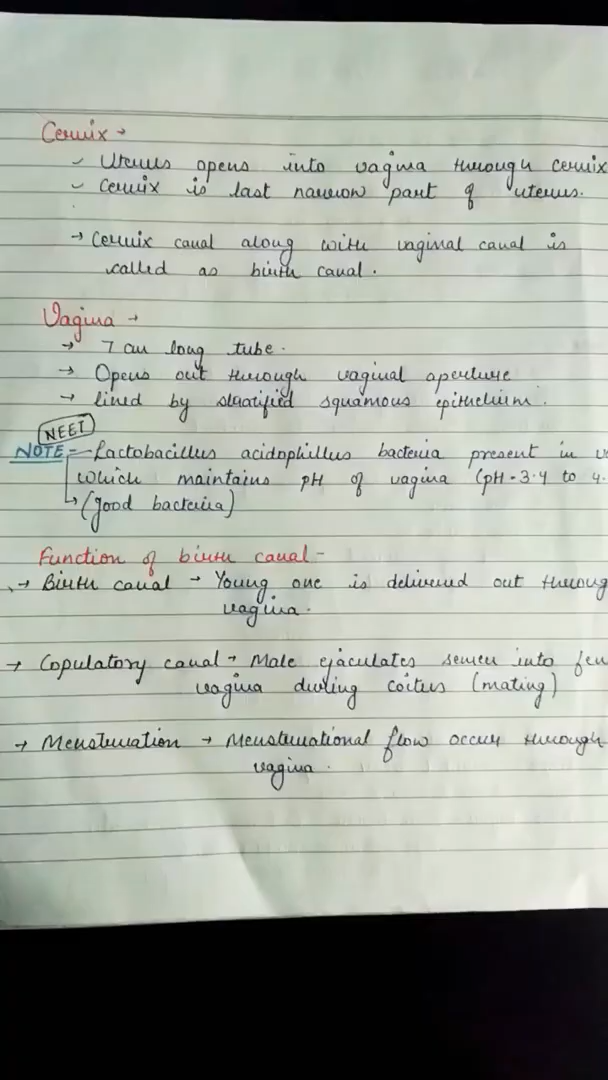 Cervix →
✓ Uterus opens into vagina through cervix
✓ Cervix is last narrow part of uterus.
→ Cervix canal along with vaginal canal is
called as birth canal.
Vagina →
→ 7 cm long tube.
→ Opens out through vaginal aperture
→ lined by stratified squamous epithelium.
NEET
NOTE:- Lactobacillus acidophillus bacteria present in
which maintains pH of vagina (pH - 3.4 to 4.
↳ (good bacteria)
Function of birth canal -
→ Birth canal → Young one is delivered out throug
vagina.
→ Copulatory canal → Male ejaculates semen into fem
vagina during coitus (mating)
→ Menstruation → Menstruational flow occur through
vagina.